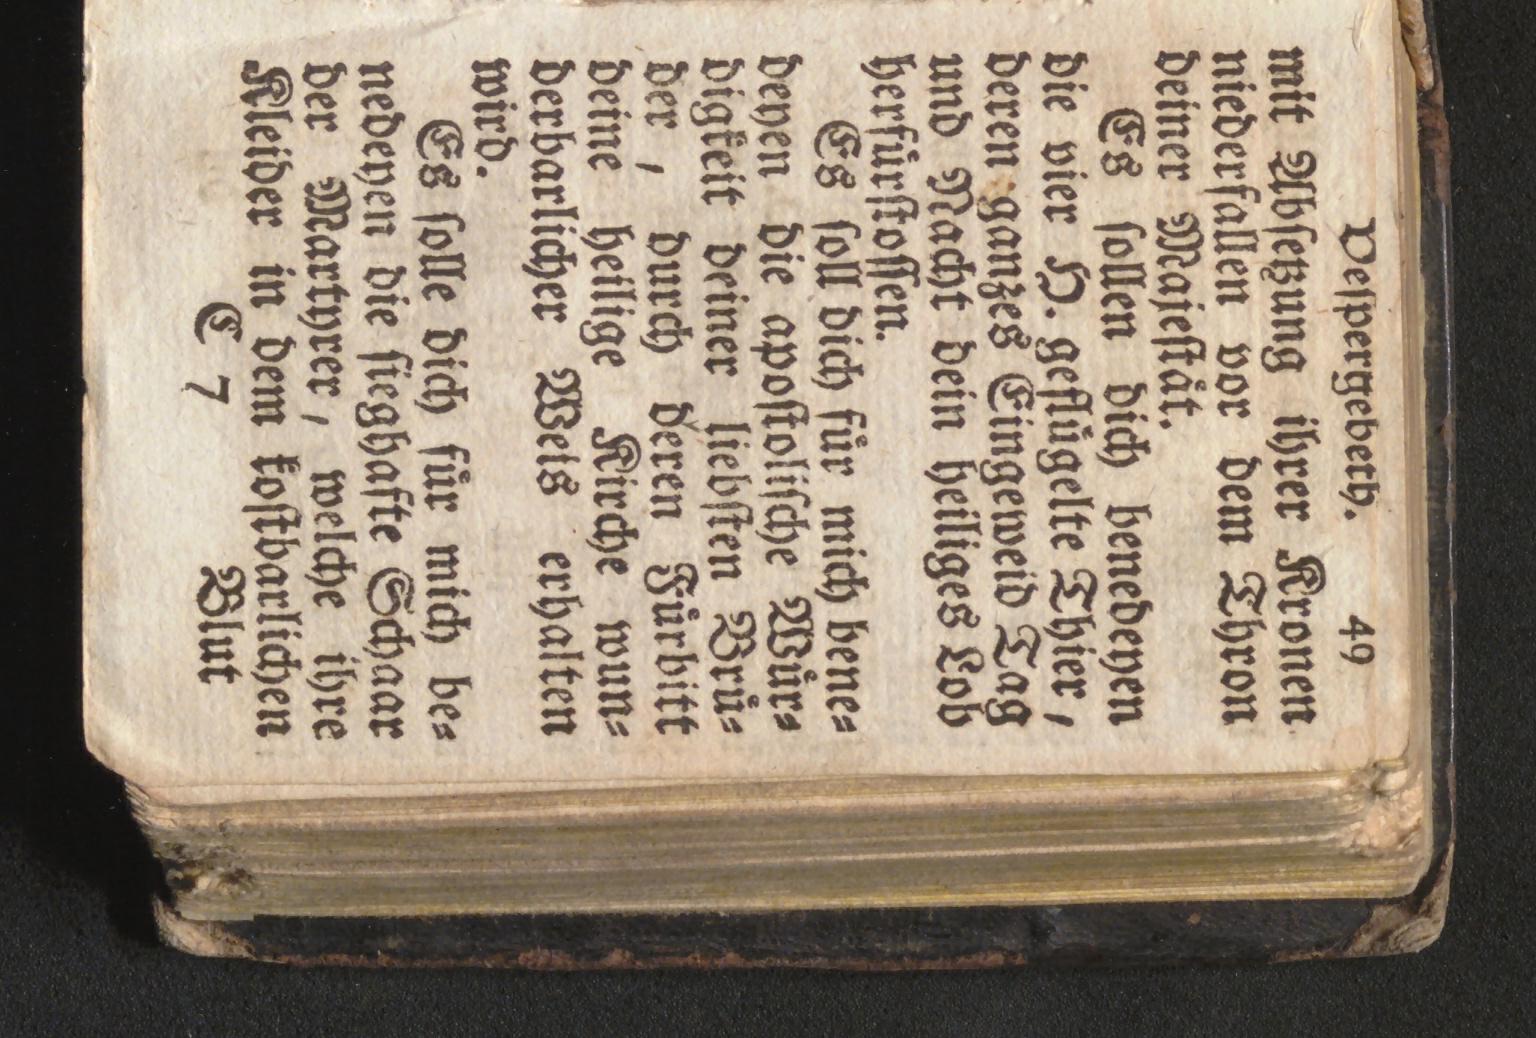 Vespergebeth. 49
mit Absetzung ihrer Kronen
niederfallen vor dem Thron
deiner Majestät.
Es sollen dich benedeyen
die vier H. geflügelte Thier,
deren ganzes Eingeweid Tag
und Nacht dein heiliges Lob
herfürstossen.
Es soll dich für mich bene-
deyen die apostolische Wür-
digkeit deiner liebsten Brü-
der, durch deren Fürbitt
deine heilige Kirche wun-
derbarlicher Weis erhalten
wird.
Es solle dich für mich be-
nedeyen die sieghafte Schaar
der Martyrer, welche ihre
Kleider in dem kostbarlichen
C 7 Blut